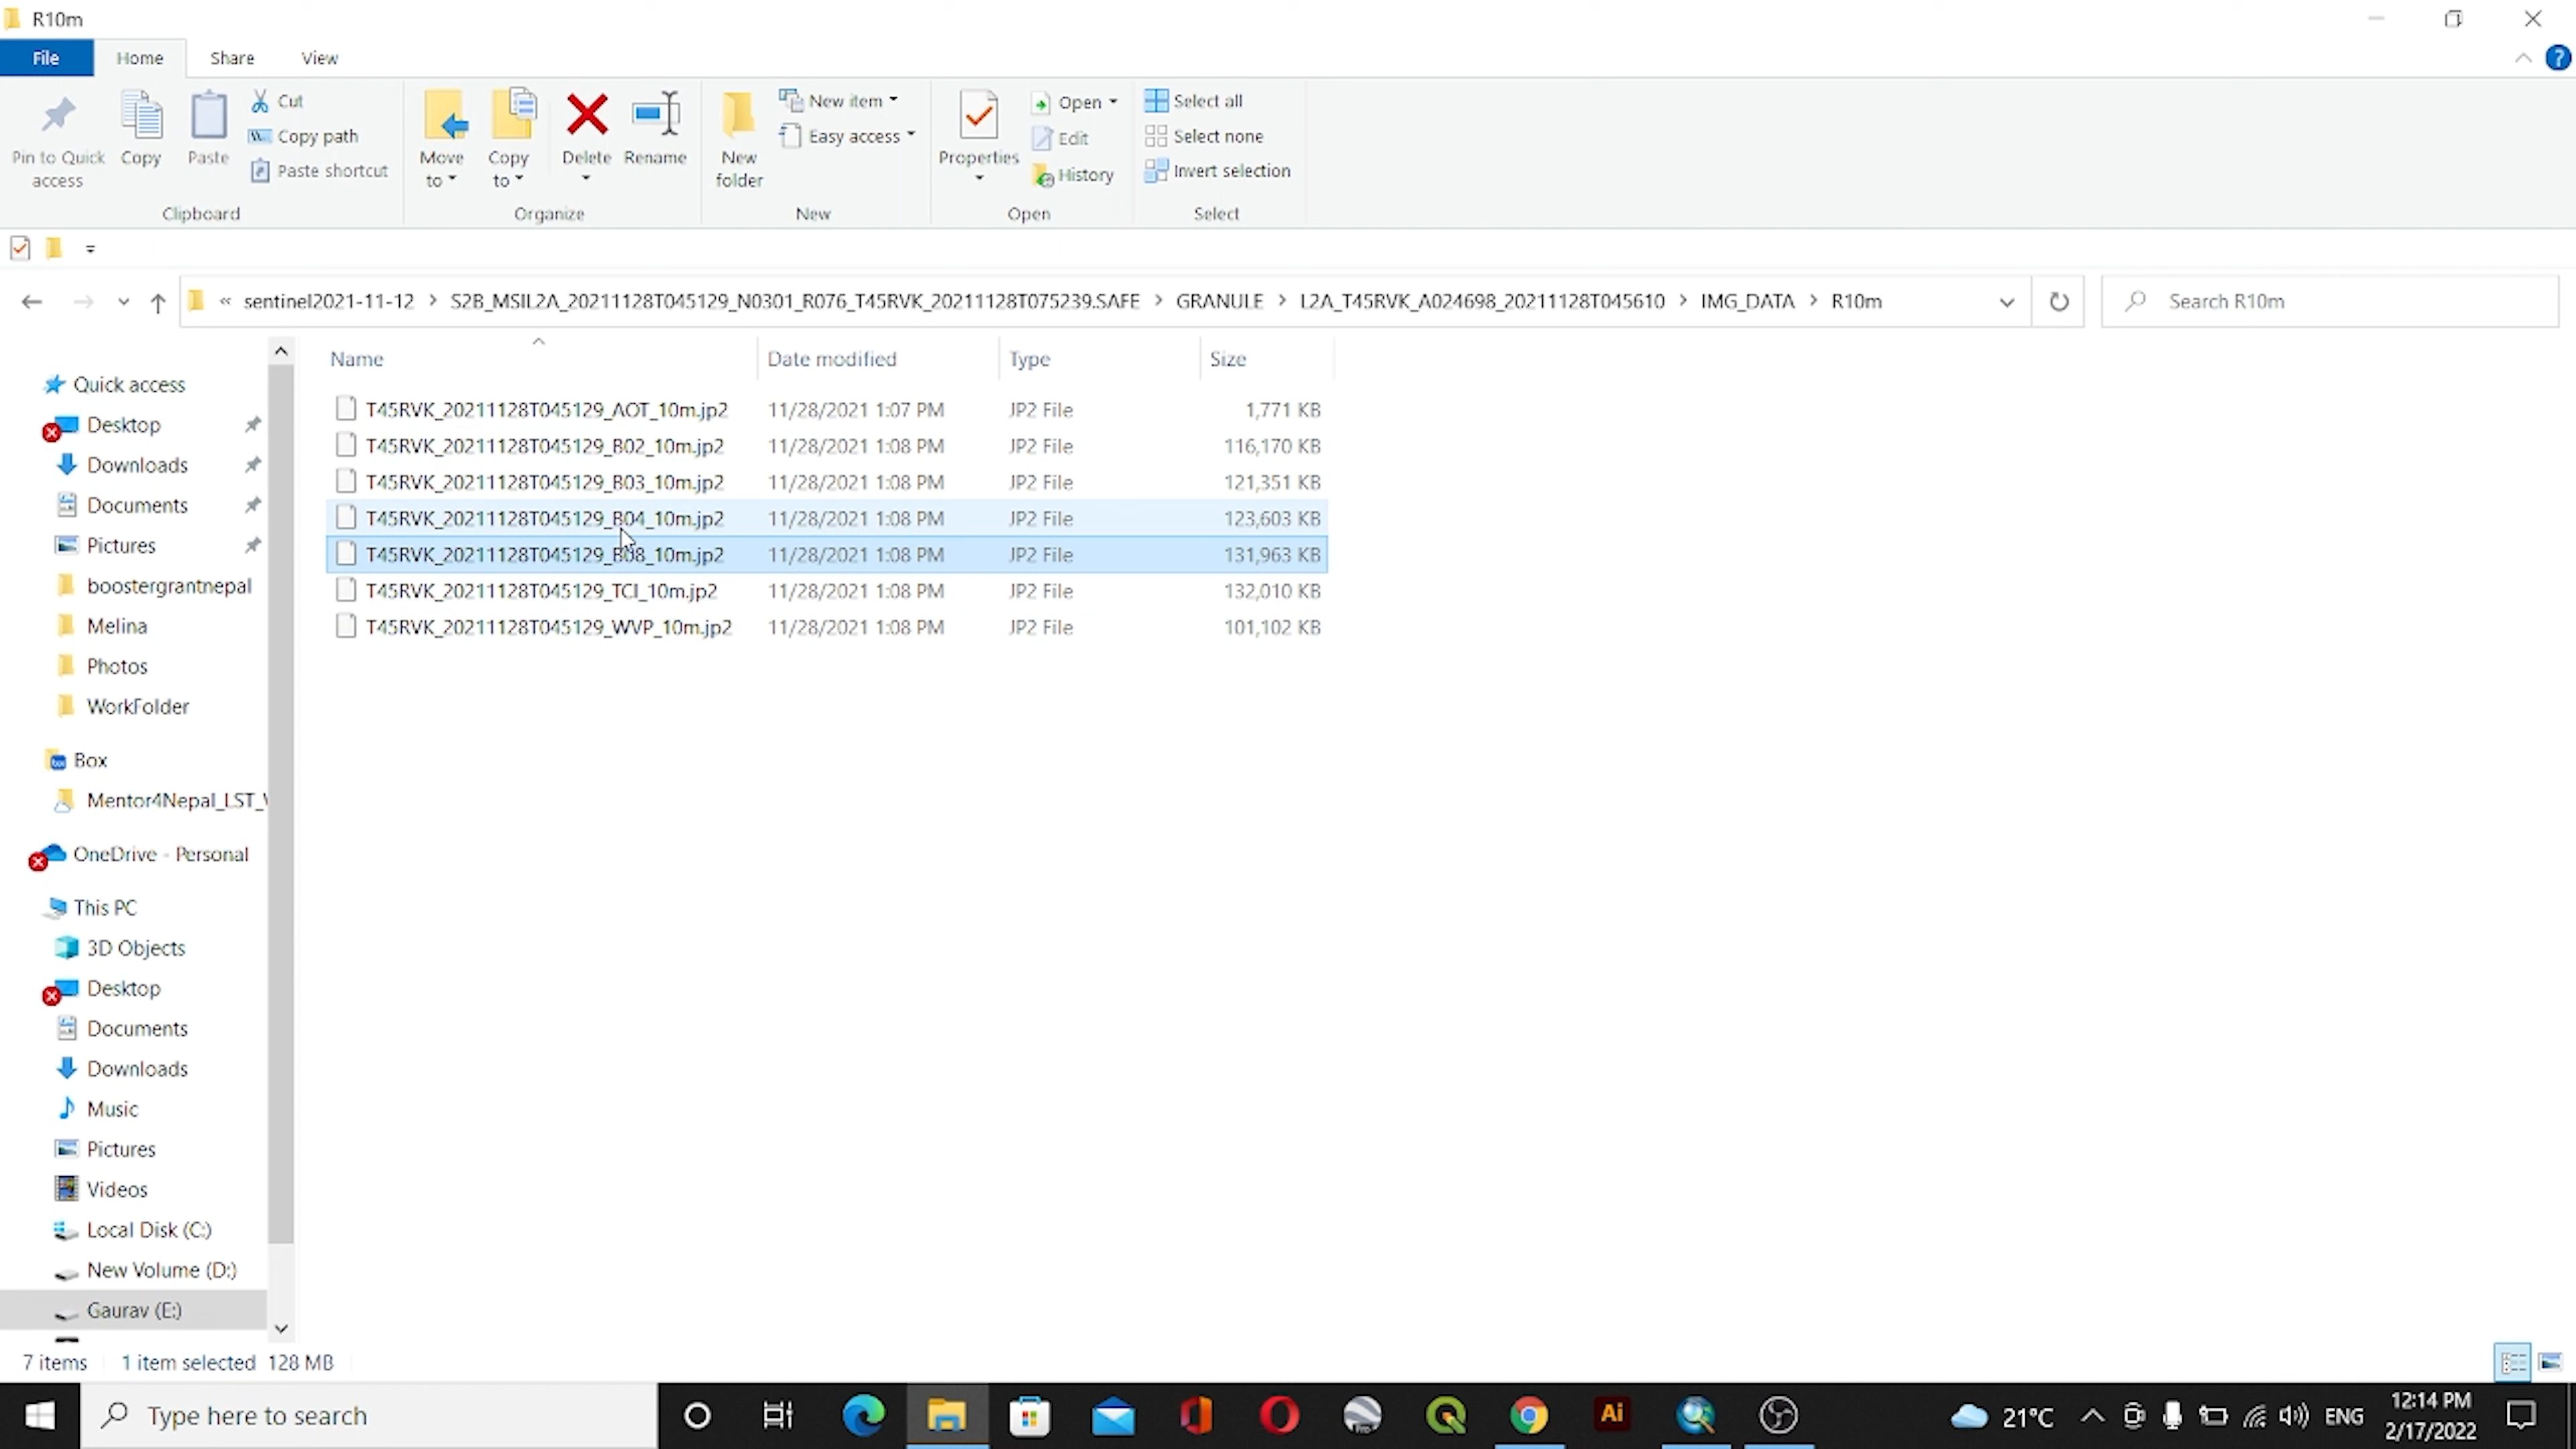 R10m
File Home Share View
Pin to Quick access
Copy
Paste
Cut
Copy path
Paste shortcut
Clipboard
Move to
Copy to
Delete
Rename
Organize
New folder
New item
Easy access
New
Properties
Open
Edit
History
Open
Select all
Select none
Invert selection
Select
« sentinel2021-11-12 > S2B_MSIL2A_20211128T045129_N0301_R076_T45RVK_20211128T075239.SAFE > GRANULE > L2A_T45RVK_A024698_20211128T045610 > IMG_DATA > R10m
Search R10m
Name Date modified Type Size
T45RVK_20211128T045129_AOT_10m.jp2 11/28/2021 1:07 PM JP2 File 1,771 KB
T45RVK_20211128T045129_B02_10m.jp2 11/28/2021 1:08 PM JP2 File 116,170 KB
T45RVK_20211128T045129_B03_10m.jp2 11/28/2021 1:08 PM JP2 File 121,351 KB
T45RVK_20211128T045129_B04_10m.jp2 11/28/2021 1:08 PM JP2 File 123,603 KB
T45RVK_20211128T045129_B08_10m.jp2 11/28/2021 1:08 PM JP2 File 131,963 KB
T45RVK_20211128T045129_TCI_10m.jp2 11/28/2021 1:08 PM JP2 File 132,010 KB
T45RVK_20211128T045129_WVP_10m.jp2 11/28/2021 1:08 PM JP2 File 101,102 KB
Quick access
Desktop
Downloads
Documents
Pictures
boostergrantnepal
Melina
Photos
WorkFolder
Box
Mentor4Nepal_LST_
OneDrive - Personal
This PC
3D Objects
Desktop
Documents
Downloads
Music
Pictures
Videos
Local Disk (C:)
New Volume (D:)
Gaurav (E:)
7 items 1 item selected 128 MB
Type here to search
Ai
21°C
ENG
12:14 PM
2/17/2022